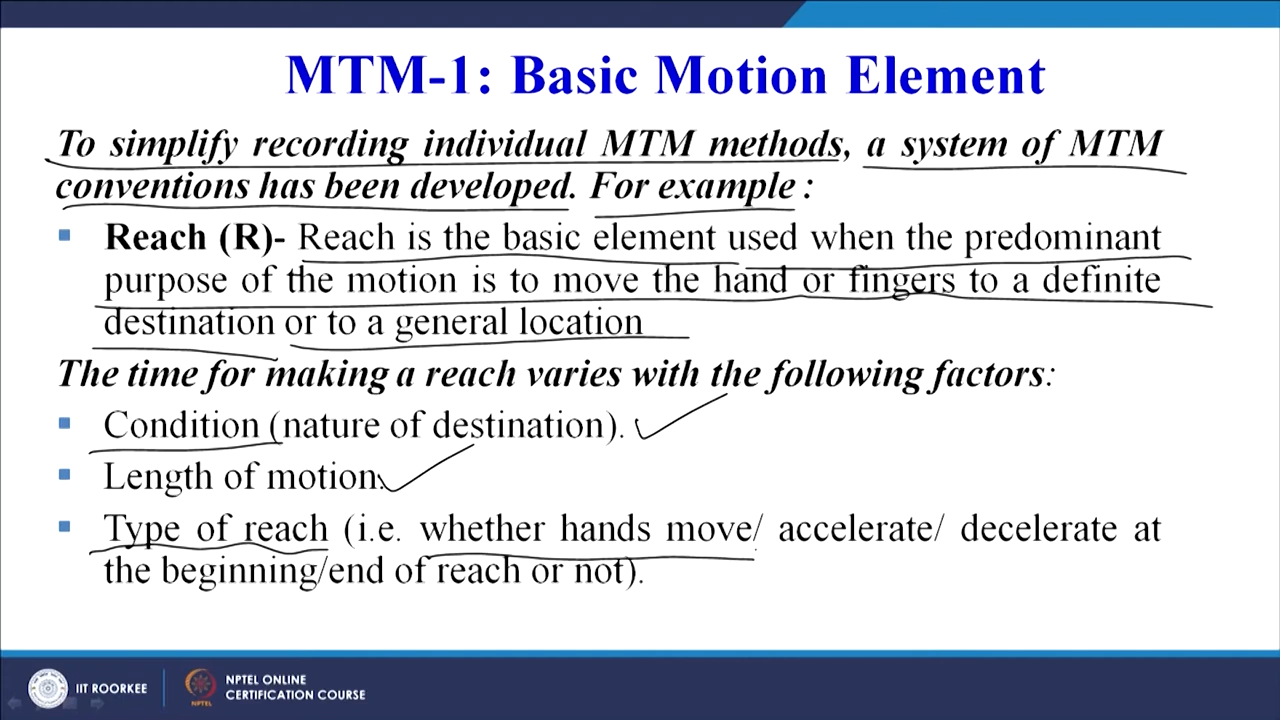 MTM-1: Basic Motion Element
To simplify recording individual MTM methods, a system of MTM
conventions has been developed. For example :
Reach (R)- Reach is the basic element used when the predominant
purpose of the motion is to move the hand or fingers to a definite
destination or to a general location
The time for making a reach varies with the following factors:
Condition (nature of destination).
Length of motion.
Type of reach (i.e. whether hands move/ accelerate/ decelerate at
the beginning/end of reach or not).
IIT ROORKEE
NPTEL
NPTEL ONLINE
CERTIFICATION COURSE